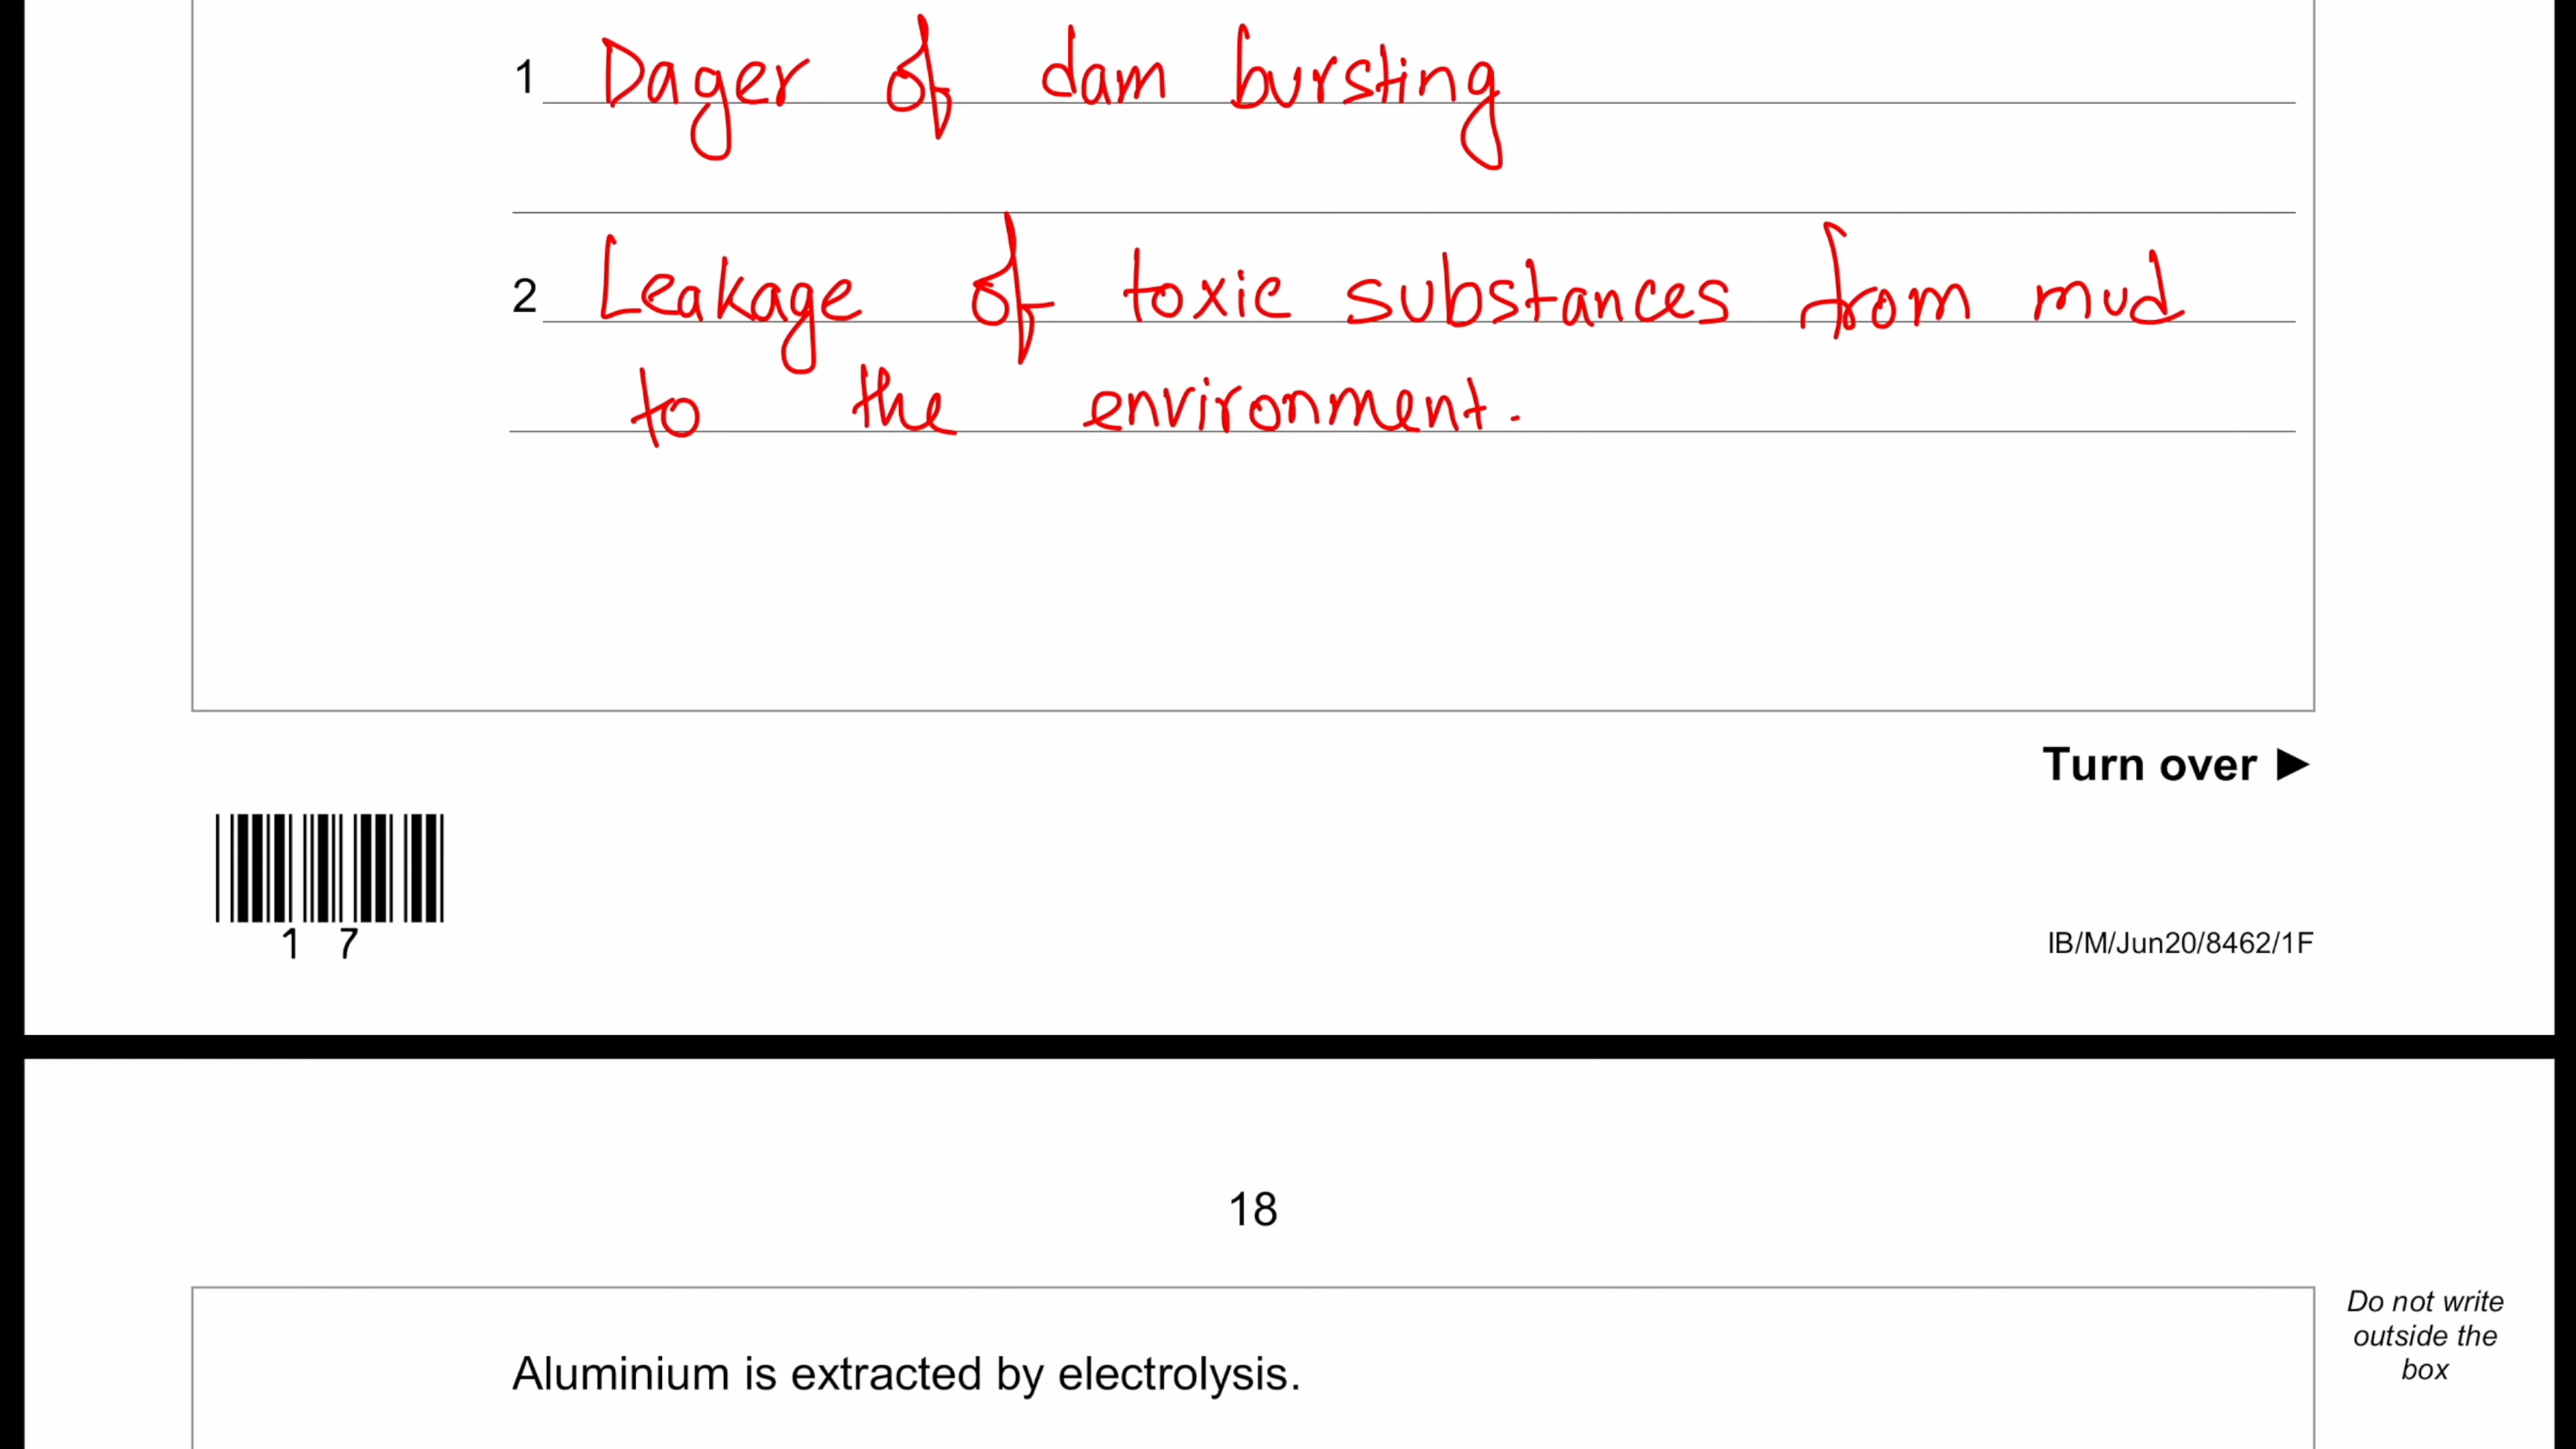 1 Dager of dam bursting
2 Leakage of toxic substances from mud
to the environment.
Turn over ►
1 7
IB/M/Jun20/8462/1F
18
Do not write
outside the
box
Aluminium is extracted by electrolysis.